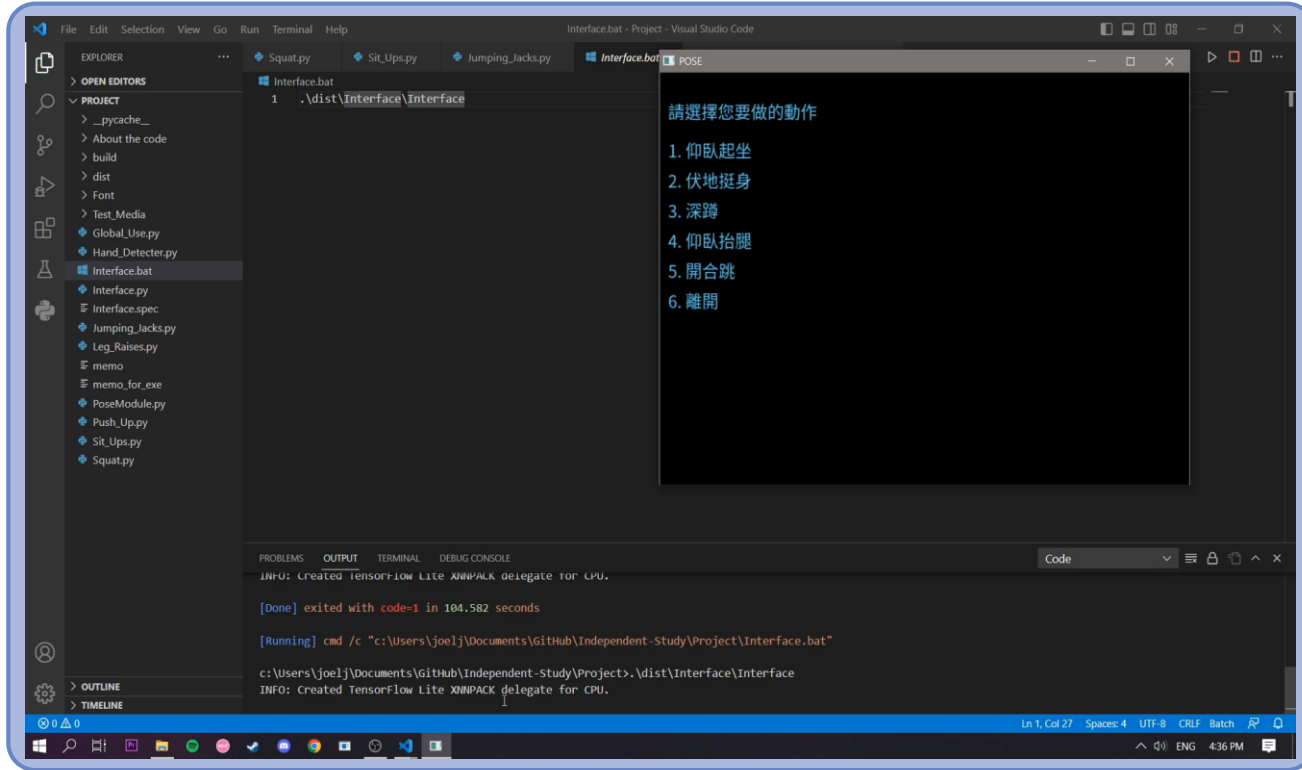 File Edit Selection View Go Run Terminal Help
Interface.bat - Project - Visual Studio Code
EXPLORER
Squat.py
Sit_Ups.py
Jumping_Jacks.py
Interface.bat
OPEN EDITORS
PROJECT
__pycache__
About the code
build
dist
Font
Test_Media
Global_Use.py
Hand_Detecter.py
Interface.bat
Interface.py
Interface.spec
Jumping_Jacks.py
Leg_Raises.py
memo
memo_for_exe
PoseModule.py
Push_Up.py
Sit_Ups.py
Squat.py
OUTLINE
TIMELINE
Interface.bat
1 .\dist\Interface\Interface
POSE
請選擇您要做的動作
1. 仰臥起坐
2. 伏地挺身
3. 深蹲
4. 仰臥抬腿
5. 開合跳
6. 離開
PROBLEMS OUTPUT TERMINAL DEBUG CONSOLE
Code
INFO: Created TensorFlow Lite XNNPACK delegate for CPU.
[Done] exited with code=1 in 104.582 seconds
[Running] cmd /c "c:\Users\joelj\Documents\GitHub\Independent-Study\Project\Interface.bat"
c:\Users\joelj\Documents\GitHub\Independent-Study\Project>.\dist\Interface\Interface
INFO: Created TensorFlow Lite XNNPACK delegate for CPU.
0 0
Ln 1, Col 27 Spaces: 4 UTF-8 CRLF Batch
Pr
ENG 4:36 PM